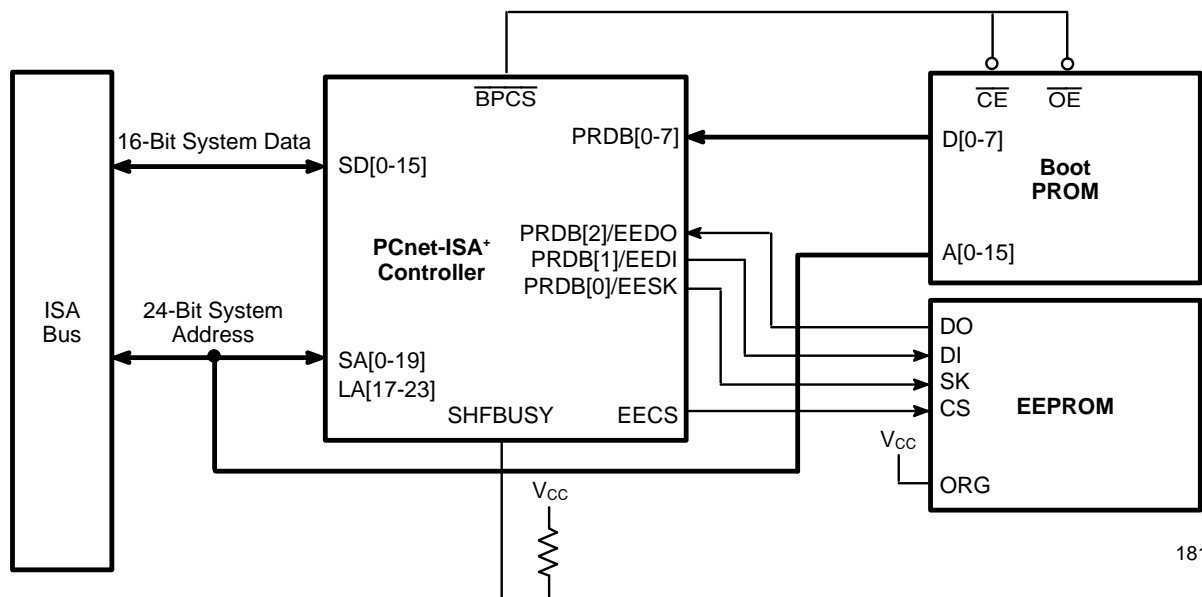 ISA
Bus
16-Bit System Data
24-Bit System
Address
BPCS
SD[0-15]
PRDB[0-7]
PCnet-ISA+
Controller
PRDB[2]/EEDO
PRDB[1]/EEDI
PRDB[0]/EESK
SA[0-19]
LA[17-23]
SHFBUSY
EECS
VCC
CE
OE
D[0-7]
Boot
PROM
A[0-15]
DO
DI
SK
CS
EEPROM
VCC
ORG
181